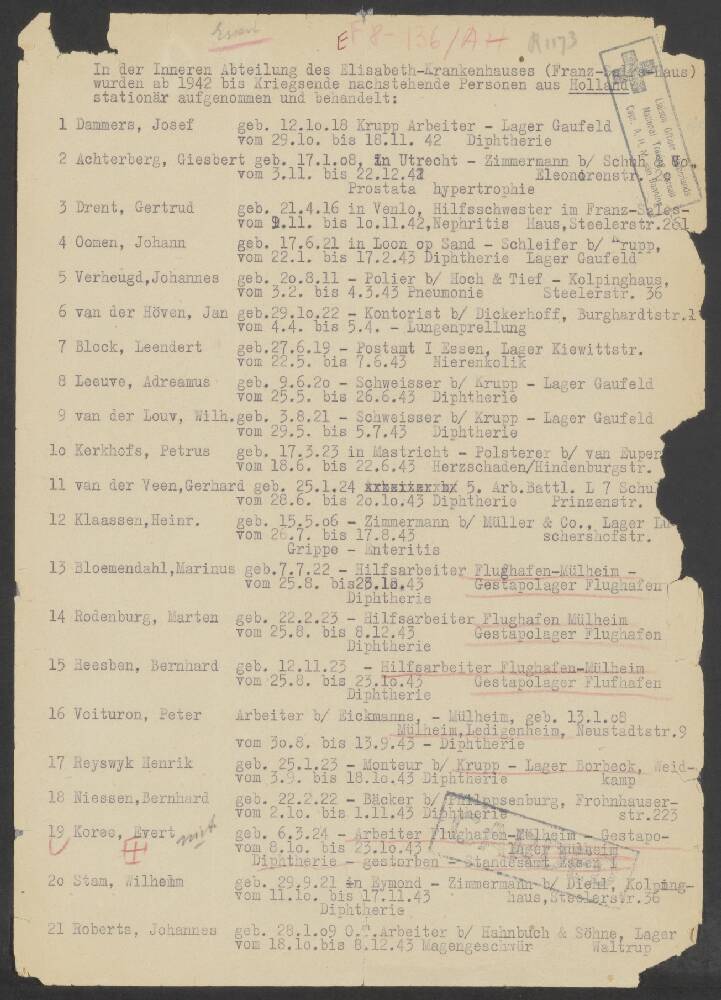 Essen
EF 8-136/A4
R 1173
In der Inneren Abteilung des Elisabeth-Krankenhauses (Franz-Sales-Haus)
wurden ab 1942 bis Kriegsende nachstehende Personen aus Holland
stationär aufgenommen und behandelt:
1 Dammers, Josef geb. 12.1o.18 Krupp Arbeiter - Lager Gaufeld
vom 29.1o. bis 18.11. 42 Diphtherie
2 Achterberg, Giesbert geb. 17.1.o8, in Utrecht - Zimmermann b/ Schuh & Co.,
vom 3.11. bis 22.12.42 Eleonorenstr.
Prostata hypertrophie
3 Drent, Gertrud geb. 21.4.16 in Venlo, Hilfsschwester im Franz-Sales-
vom 9.11. bis 1o.11.42,Nephritis Haus,Steelerstr.261
4 Oomen, Johann geb. 17.6.21 in Loon op Sand - Schleifer b/ Krupp,
vom 22.1. bis 17.2.43 Diphtherie Lager Gaufeld
5 Verheugd,Johannes geb. 2o.8.11 - Polier b/ Hoch & Tief - Kolpinghaus,
vom 3.2. bis 4.3.43 Pneumonie Steelerstr. 36
6 van der Höven, Jan geb.29.1o.22 - Kontorist b/ Dickerhoff, Burghardtstr.1
vom 4.4. bis 5.4. - Lungenprellung
7 Block, Leendert geb.27.6.19 - Postamt I Essen, Lager Kiewittstr.
vom 22.5. bis 7.6.43 Nierenkolik
8 Leeuve, Adreamus geb. 9.6.2o - Schweisser b/ Krupp - Lager Gaufeld
vom 25.5. bis 26.6.43 Diphtherie
9 van der Louv, Wilh.geb. 3.8.21 - Schweisser b/ Krupp - Lager Gaufeld
vom 29.5. bis 5.7.43 Diphtherie
1o Kerkhofs, Petrus geb. 17.3.23 in Mastricht - Polsterer b/ van Euper
vom 18.6. bis 22.6.43 Herzschaden/Hindenburgstr.
11 van der Veen,Gerhard geb. 25.1.24 Arbeiter b/ 5. Arb.Battl. L 7 Schul
vom 28.6. bis 2o.1o.43 Diphtherie Prinzenstr.
12 Klaassen,Heinr. geb. 15.5.o6 - Zimmermann b/ Müller & Co., Lager Lu
vom 26.7. bis 17.8.43 schershofstr.
Grippe - Enteritis
13 Bloemendahl,Marinus geb.7.7.22 - Hilfsarbeiter Flughafen-Mülheim -
vom 25.8. bis 43 Gestapolager Flughafen
Diphtherie
14 Rodenburg, Marten geb. 22.2.23 - Hilfsarbeiter Flughafen Mülheim
vom 25.8. bis 8.12.43 Gestapolager Flughafen
Diphtherie
15 Heesben, Bernhard geb. 12.11.23 - Hilfsarbeiter Flughafen-Mülheim
vom 25.8. bis 23.1o.43 Gestapolager Flufhafen
Diphtherie
16 Voituron, Peter Arbeiter b/ Eickmanns, - Mülheim, geb. 13.1.o8
Mülheim,Ledigenheim, Neustadtstr.9
vom 3o.8. bis 13.9.43 - Diphtherie
17 Reyswyk Henrik geb. 25.1.23 - Monteur b/ Krupp - Lager Borbeck, Weid-
vom 3.9. bis 18.1o.43 Diphtherie kamp
18 Niessen,Bernhard geb. 22.2.22 - Bäcker b/ Philppsenburg, Frohnhauser-
vom 2.1o. bis 1.11.43 Diphtherie str.223
19 Koree, Evert geb. 6.3.24 - Arbeiter Flughafen-Mülheim - Gestapo-
vom 8.1o. bis 23.1o.43 lager Mülheim
Diphtherie - gestorben - Standesamt Essen I
2o Stam, Wilhelm geb. 29.9.21 in Eymond - Zimmermann b/ Diehl, Kolping-
vom 11.1o. bis 17.11.43 haus,Steelerstr.36
Diphtherie
21 Roberts, Johannes geb. 28.1.o9 O.T.Arbeiter b/ Hahnbuch & Söhne, Lager
vom 18.1o.bis 8.12.43 Magengeschwür Waltrup